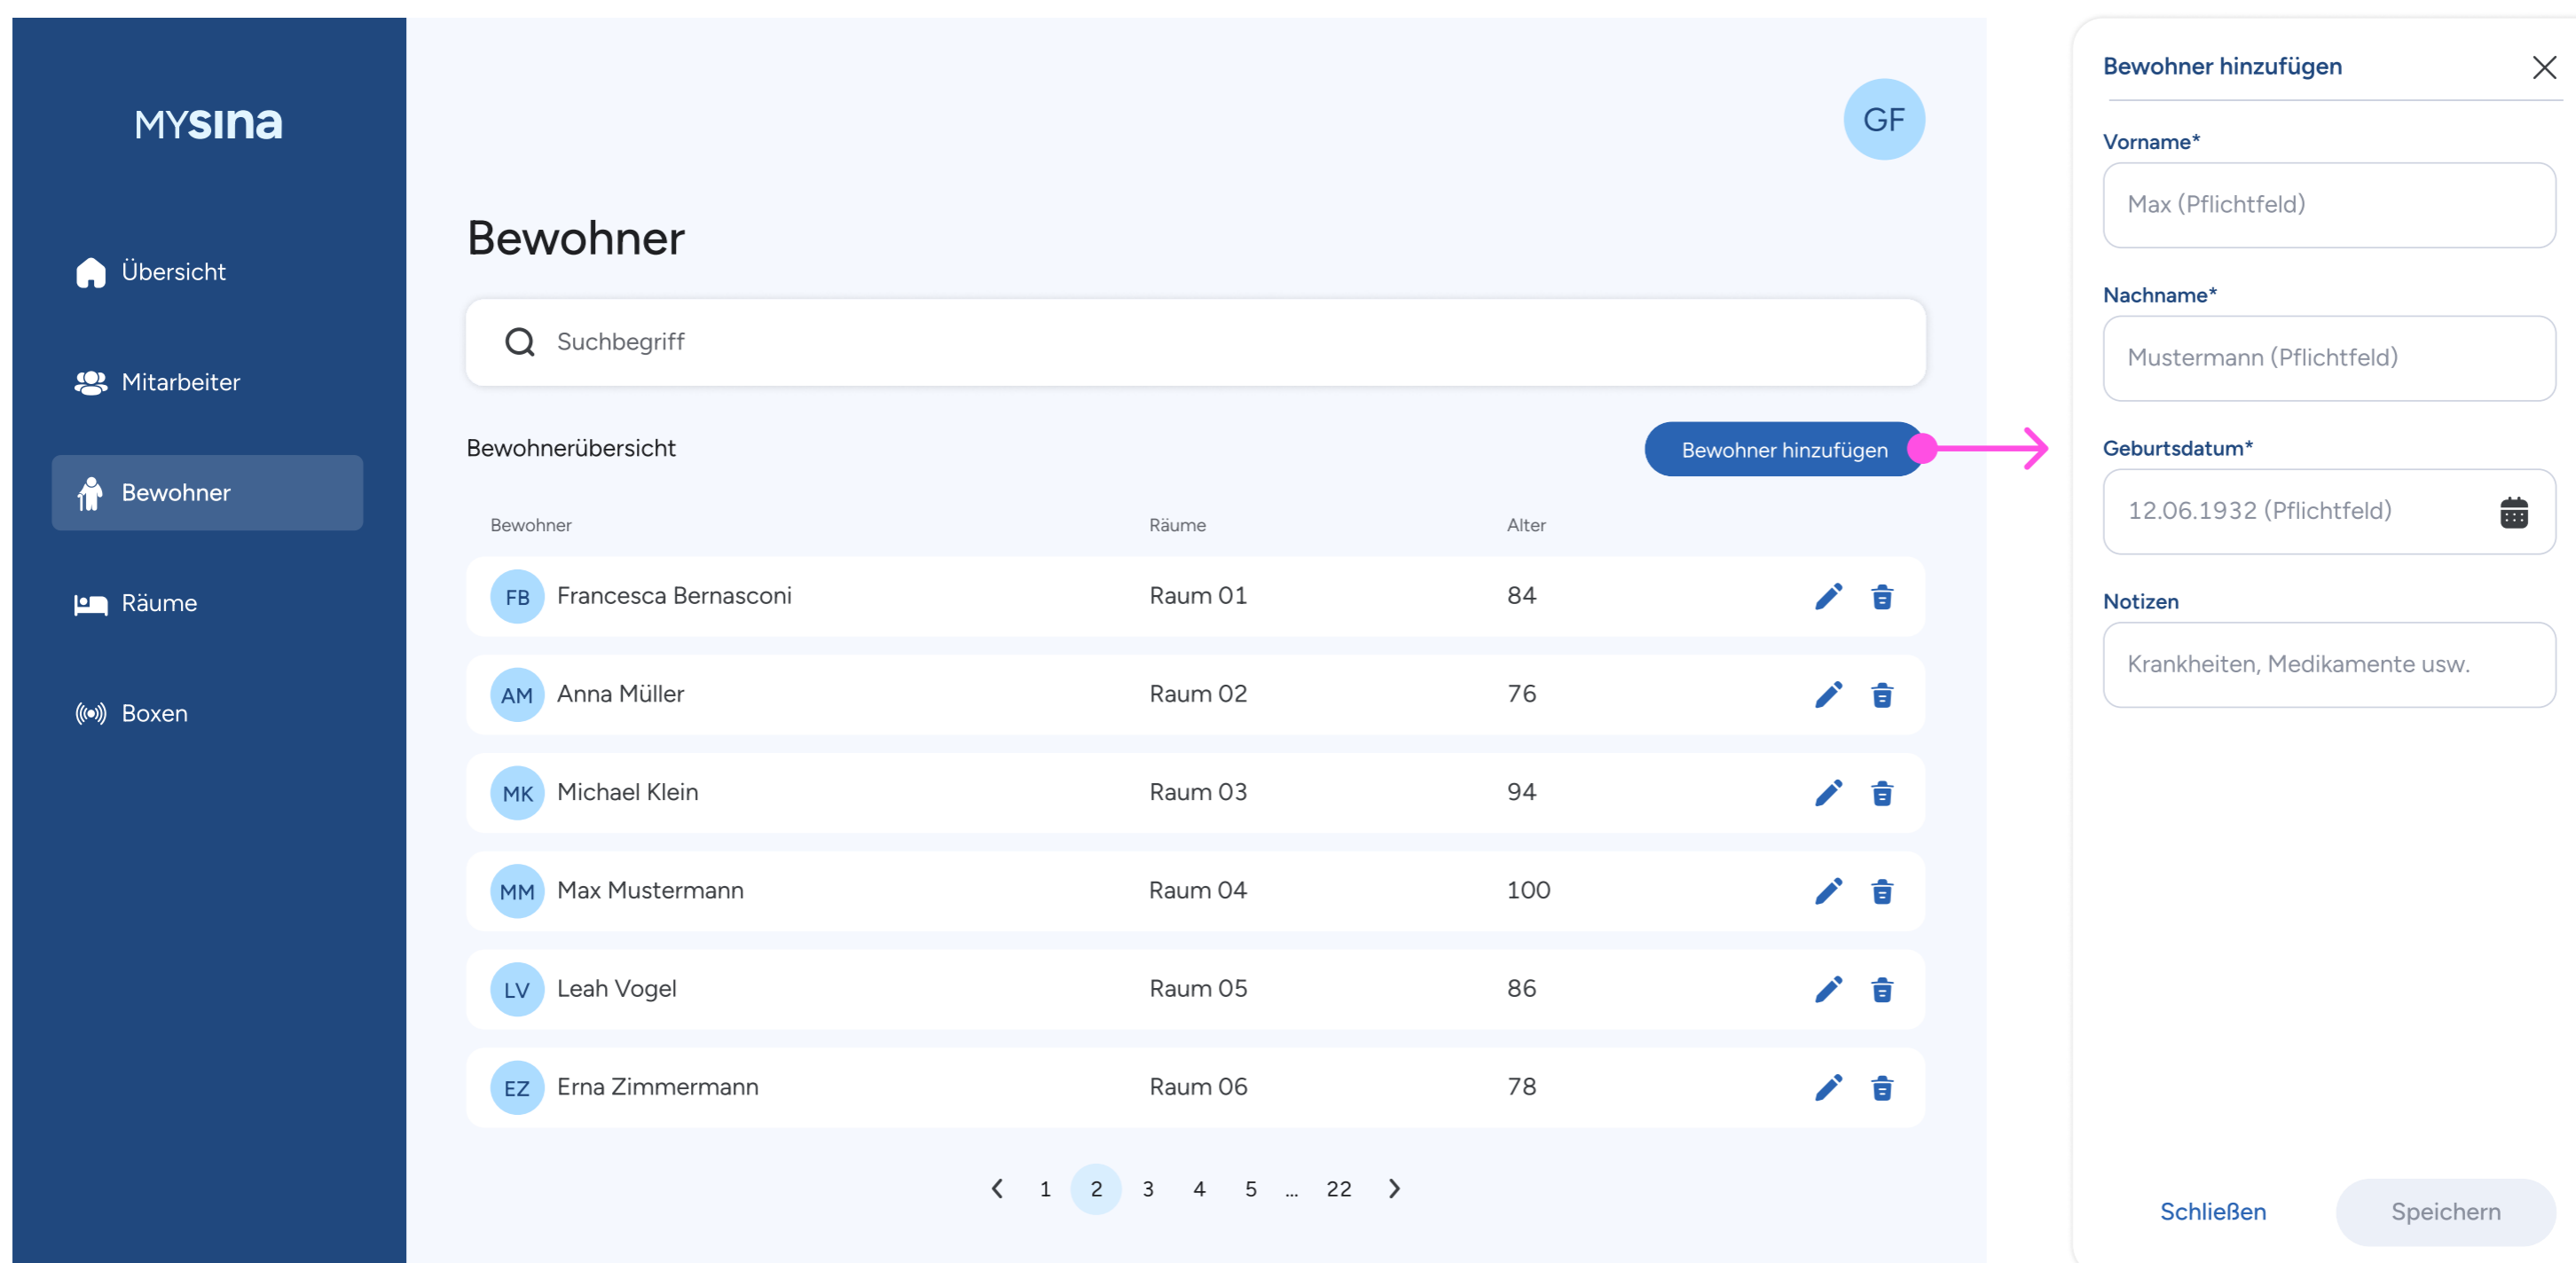 MYsina
Übersicht
Mitarbeiter
Bewohner
Räume
Boxen
GF
Bewohner
Suchbegriff
Bewohnerübersicht
Bewohner hinzufügen
Bewohner Räume Alter
FB Francesca Bernasconi Raum 01 84
AM Anna Müller Raum 02 76
MK Michael Klein Raum 03 94
MM Max Mustermann Raum 04 100
LV Leah Vogel Raum 05 86
EZ Erna Zimmermann Raum 06 78
1 2 3 4 5 ... 22
Bewohner hinzufügen
Vorname*
Max (Pflichtfeld)
Nachname*
Mustermann (Pflichtfeld)
Geburtsdatum*
12.06.1932 (Pflichtfeld)
Notizen
Krankheiten, Medikamente usw.
Schließen Speichern